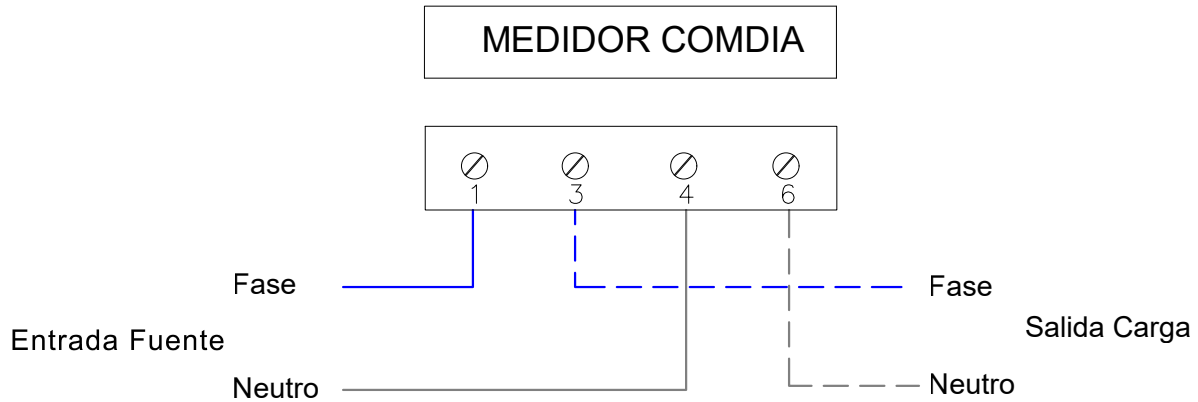 MEDIDOR COMDIA
1 3 4 6
Fase
Fase
Entrada Fuente
Salida Carga
Neutro
Neutro